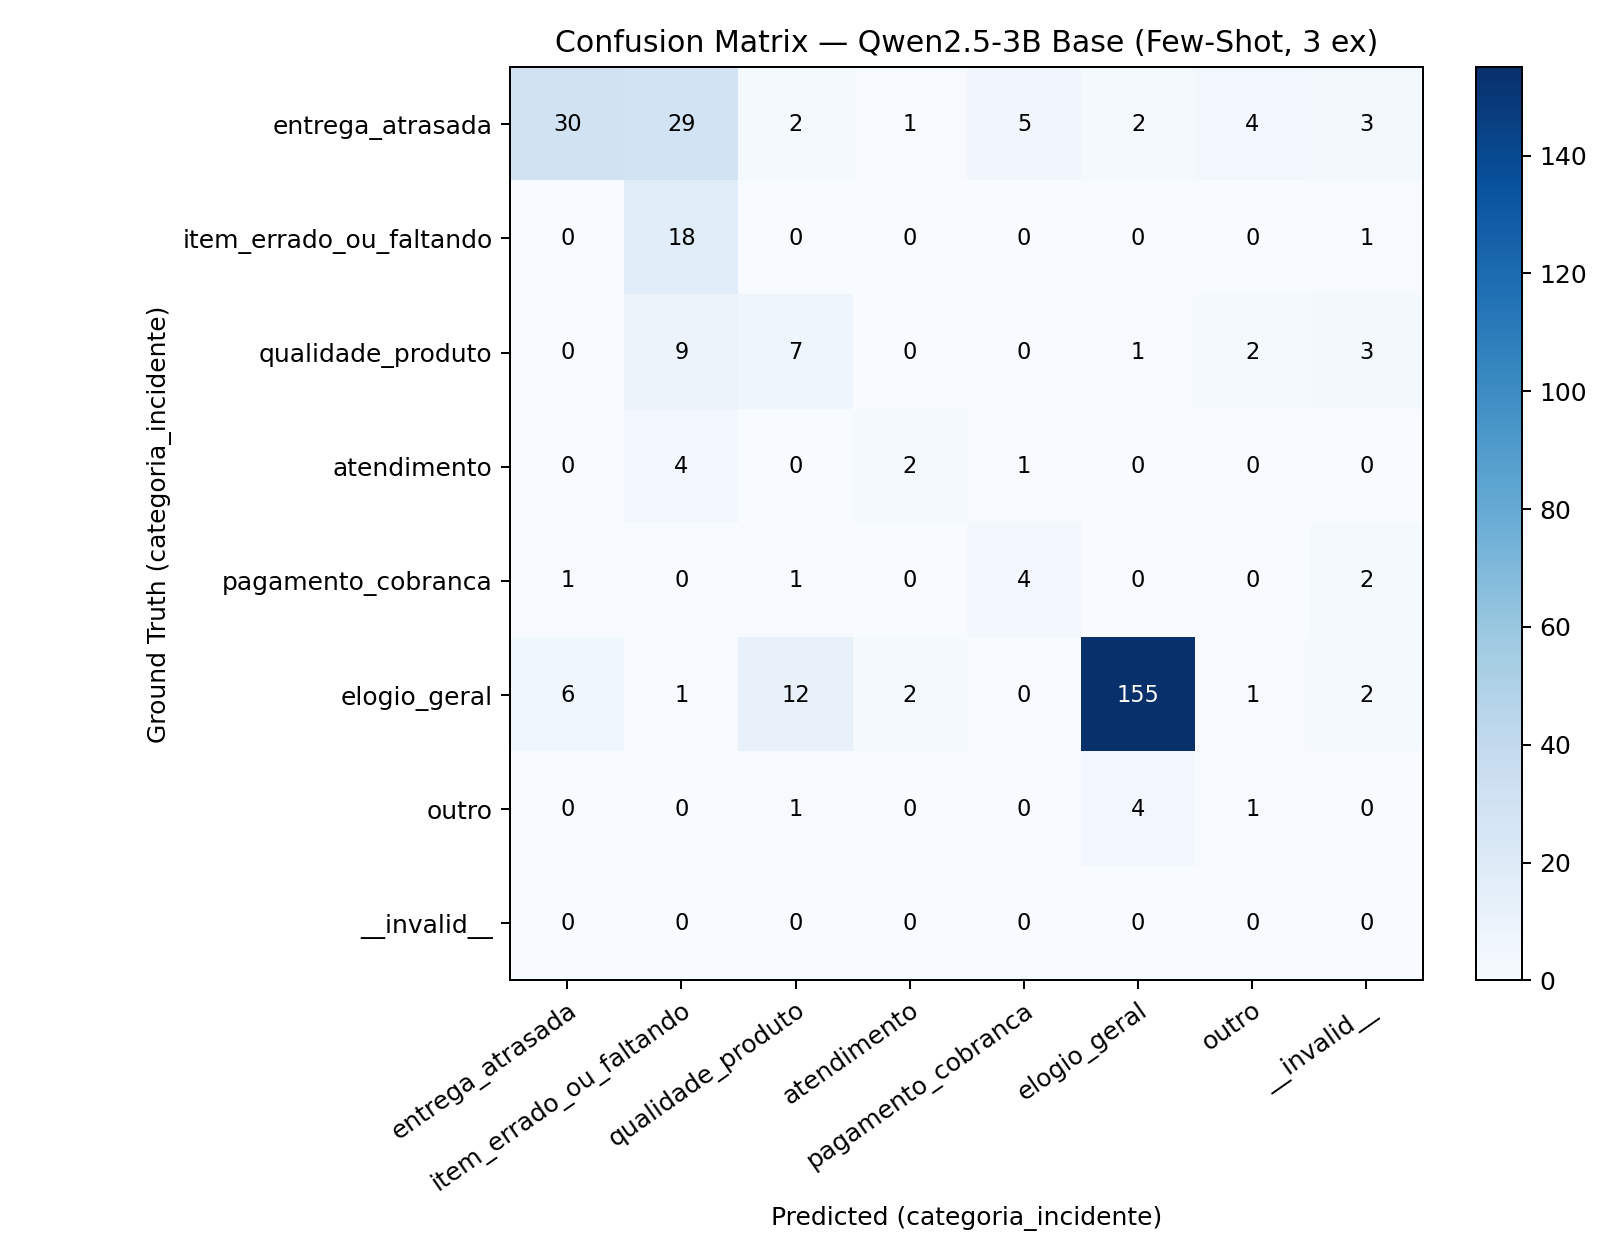 Confusion Matrix — Qwen2.5-3B Base (Few-Shot, 3 ex)
Ground Truth (categoria_incidente)
entrega_atrasada 30 29 2 1 5 2 4 3
item_errado_ou_faltando 0 18 0 0 0 0 0 1
qualidade_produto 0 9 7 0 0 1 2 3
atendimento 0 4 0 2 1 0 0 0
pagamento_cobranca 1 0 1 0 4 0 0 2
elogio_geral 6 1 12 2 0 155 1 2
outro 0 0 1 0 0 4 1 0
__invalid__ 0 0 0 0 0 0 0 0
entrega_atrasada
item_errado_ou_faltando
qualidade_produto
atendimento
pagamento_cobranca
elogio_geral
outro
__invalid__
Predicted (categoria_incidente)
140
120
100
80
60
40
20
0